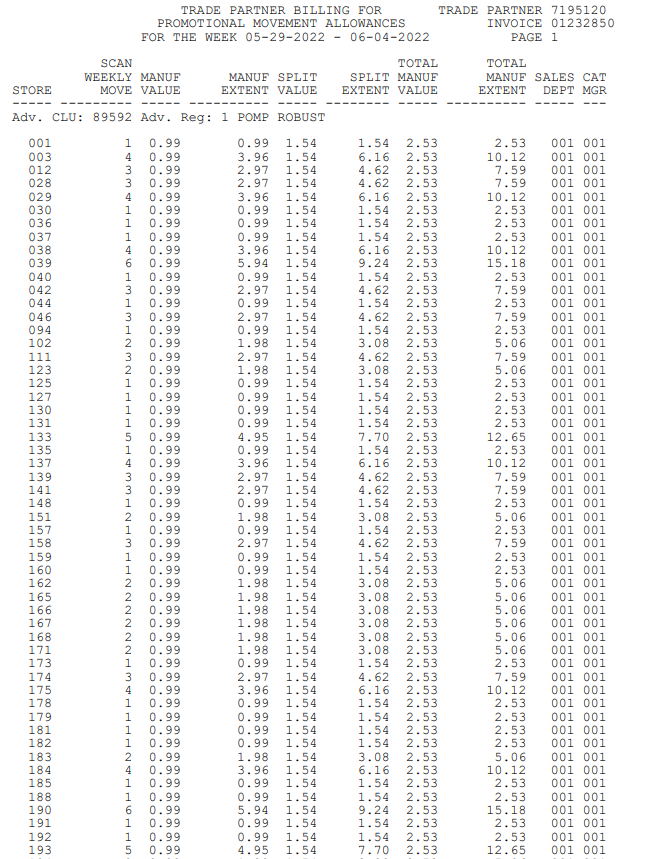 TRADE PARTNER BILLING FOR TRADE PARTNER 7195120
PROMOTIONAL MOVEMENT ALLOWANCES INVOICE 01232850
FOR THE WEEK 05-29-2022 - 06-04-2022 PAGE 1
SCAN TOTAL TOTAL
WEEKLY MANUF MANUF SPLIT SPLIT MANUF MANUF SALES CAT
STORE MOVE VALUE EXTENT VALUE EXTENT VALUE EXTENT DEPT MGR
----- --------- ----- ---------- ----- ---------- ----- ---------- ----- ---
Adv. CLU: 89592 Adv. Reg: 1 POMP ROBUST
001 1 0.99 0.99 1.54 1.54 2.53 2.53 001 001
003 4 0.99 3.96 1.54 6.16 2.53 10.12 001 001
012 3 0.99 2.97 1.54 4.62 2.53 7.59 001 001
028 3 0.99 2.97 1.54 4.62 2.53 7.59 001 001
029 4 0.99 3.96 1.54 6.16 2.53 10.12 001 001
030 1 0.99 0.99 1.54 1.54 2.53 2.53 001 001
036 1 0.99 0.99 1.54 1.54 2.53 2.53 001 001
037 1 0.99 0.99 1.54 1.54 2.53 2.53 001 001
038 4 0.99 3.96 1.54 6.16 2.53 10.12 001 001
039 6 0.99 5.94 1.54 9.24 2.53 15.18 001 001
040 1 0.99 0.99 1.54 1.54 2.53 2.53 001 001
042 3 0.99 2.97 1.54 4.62 2.53 7.59 001 001
044 1 0.99 0.99 1.54 1.54 2.53 2.53 001 001
046 3 0.99 2.97 1.54 4.62 2.53 7.59 001 001
094 1 0.99 0.99 1.54 1.54 2.53 2.53 001 001
102 2 0.99 1.98 1.54 3.08 2.53 5.06 001 001
111 3 0.99 2.97 1.54 4.62 2.53 7.59 001 001
123 2 0.99 1.98 1.54 3.08 2.53 5.06 001 001
125 1 0.99 0.99 1.54 1.54 2.53 2.53 001 001
127 1 0.99 0.99 1.54 1.54 2.53 2.53 001 001
130 1 0.99 0.99 1.54 1.54 2.53 2.53 001 001
131 1 0.99 0.99 1.54 1.54 2.53 2.53 001 001
133 5 0.99 4.95 1.54 7.70 2.53 12.65 001 001
135 1 0.99 0.99 1.54 1.54 2.53 2.53 001 001
137 4 0.99 3.96 1.54 6.16 2.53 10.12 001 001
139 3 0.99 2.97 1.54 4.62 2.53 7.59 001 001
141 3 0.99 2.97 1.54 4.62 2.53 7.59 001 001
148 1 0.99 0.99 1.54 1.54 2.53 2.53 001 001
151 2 0.99 1.98 1.54 3.08 2.53 5.06 001 001
157 1 0.99 0.99 1.54 1.54 2.53 2.53 001 001
158 3 0.99 2.97 1.54 4.62 2.53 7.59 001 001
159 1 0.99 0.99 1.54 1.54 2.53 2.53 001 001
160 1 0.99 0.99 1.54 1.54 2.53 2.53 001 001
162 2 0.99 1.98 1.54 3.08 2.53 5.06 001 001
165 2 0.99 1.98 1.54 3.08 2.53 5.06 001 001
166 2 0.99 1.98 1.54 3.08 2.53 5.06 001 001
167 2 0.99 1.98 1.54 3.08 2.53 5.06 001 001
168 2 0.99 1.98 1.54 3.08 2.53 5.06 001 001
171 2 0.99 1.98 1.54 3.08 2.53 5.06 001 001
173 1 0.99 0.99 1.54 1.54 2.53 2.53 001 001
174 3 0.99 2.97 1.54 4.62 2.53 7.59 001 001
175 4 0.99 3.96 1.54 6.16 2.53 10.12 001 001
178 1 0.99 0.99 1.54 1.54 2.53 2.53 001 001
179 1 0.99 0.99 1.54 1.54 2.53 2.53 001 001
181 1 0.99 0.99 1.54 1.54 2.53 2.53 001 001
182 1 0.99 0.99 1.54 1.54 2.53 2.53 001 001
183 2 0.99 1.98 1.54 3.08 2.53 5.06 001 001
184 4 0.99 3.96 1.54 6.16 2.53 10.12 001 001
185 1 0.99 0.99 1.54 1.54 2.53 2.53 001 001
188 1 0.99 0.99 1.54 1.54 2.53 2.53 001 001
190 6 0.99 5.94 1.54 9.24 2.53 15.18 001 001
191 1 0.99 0.99 1.54 1.54 2.53 2.53 001 001
192 1 0.99 0.99 1.54 1.54 2.53 2.53 001 001
193 5 0.99 4.95 1.54 7.70 2.53 12.65 001 001